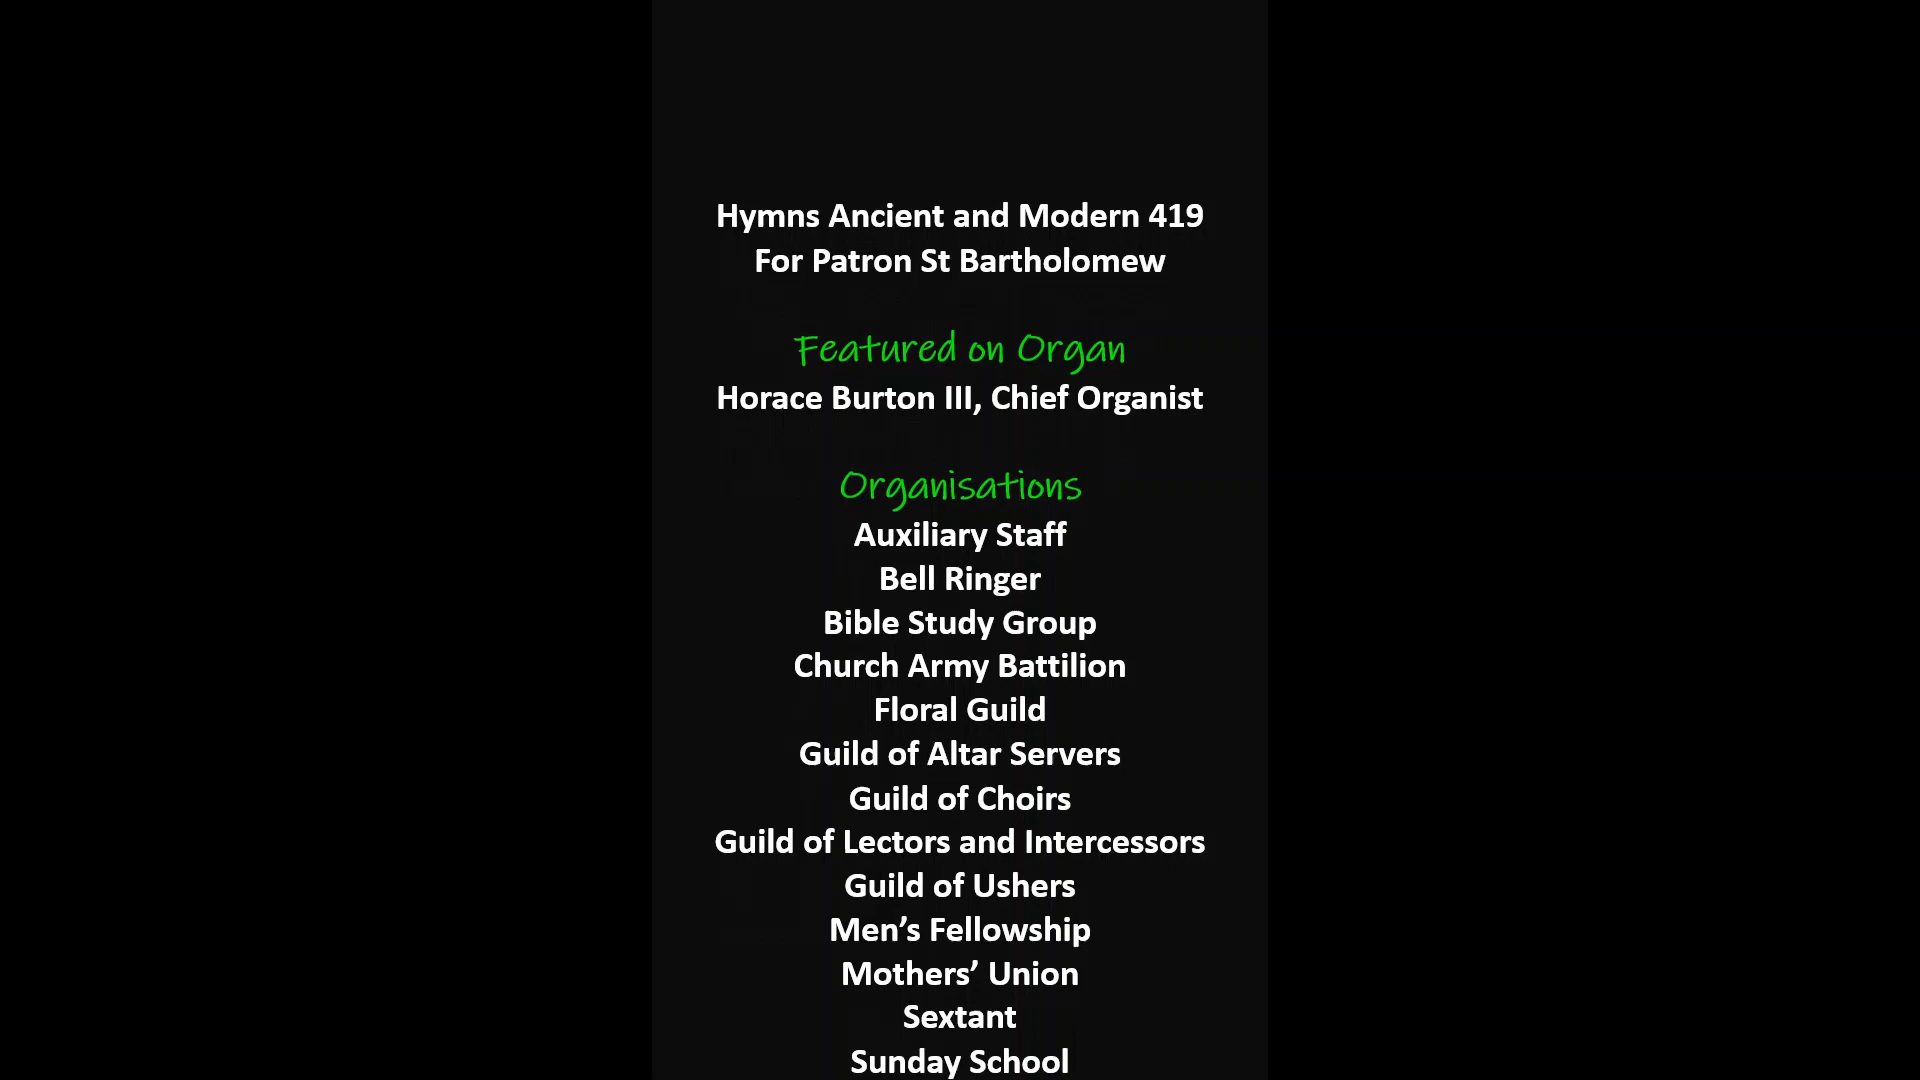 Hymns Ancient and Modern 419
For Patron St Bartholomew
Featured on Organ
Horace Burton III, Chief Organist
Organisations
Auxiliary Staff
Bell Ringer
Bible Study Group
Church Army Battilion
Floral Guild
Guild of Altar Servers
Guild of Choirs
Guild of Lectors and Intercessors
Guild of Ushers
Men’s Fellowship
Mothers’ Union
Sextant
Sunday School